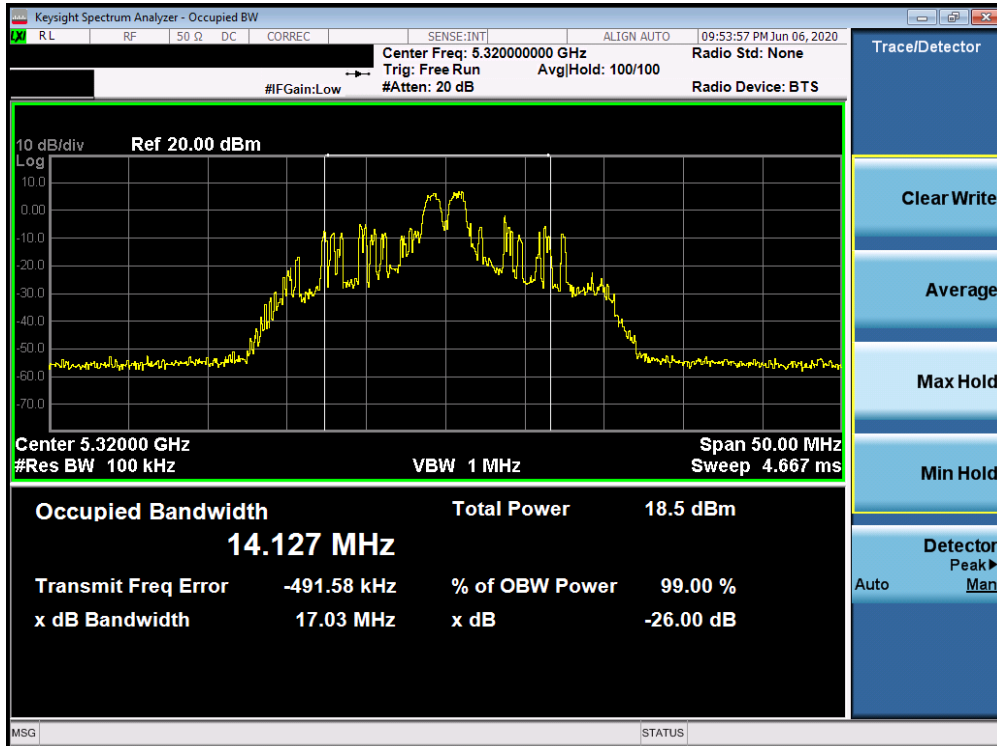 Keysight Spectrum Analyzer - Occupied BW
LXI RL RF 50 Ω DC CORREC SENSE:INT ALIGN AUTO 09:53:57 PM Jun 06, 2020
Center Freq: 5.320000000 GHz Radio Std: None
Trig: Free Run Avg|Hold: 100/100
#IFGain:Low #Atten: 20 dB Radio Device: BTS
Trace/Detector
10 dB/div Ref 20.00 dBm
Log
10.0
0.00
-10.0
-20.0
-30.0
-40.0
-50.0
-60.0
-70.0
Center 5.32000 GHz Span 50.00 MHz
#Res BW 100 kHz VBW 1 MHz Sweep 4.667 ms
Occupied Bandwidth Total Power 18.5 dBm
14.127 MHz
Transmit Freq Error -491.58 kHz % of OBW Power 99.00 %
x dB Bandwidth 17.03 MHz x dB -26.00 dB
Clear Write
Average
Max Hold
Min Hold
Detector
Peak▶
Auto Man
MSG STATUS